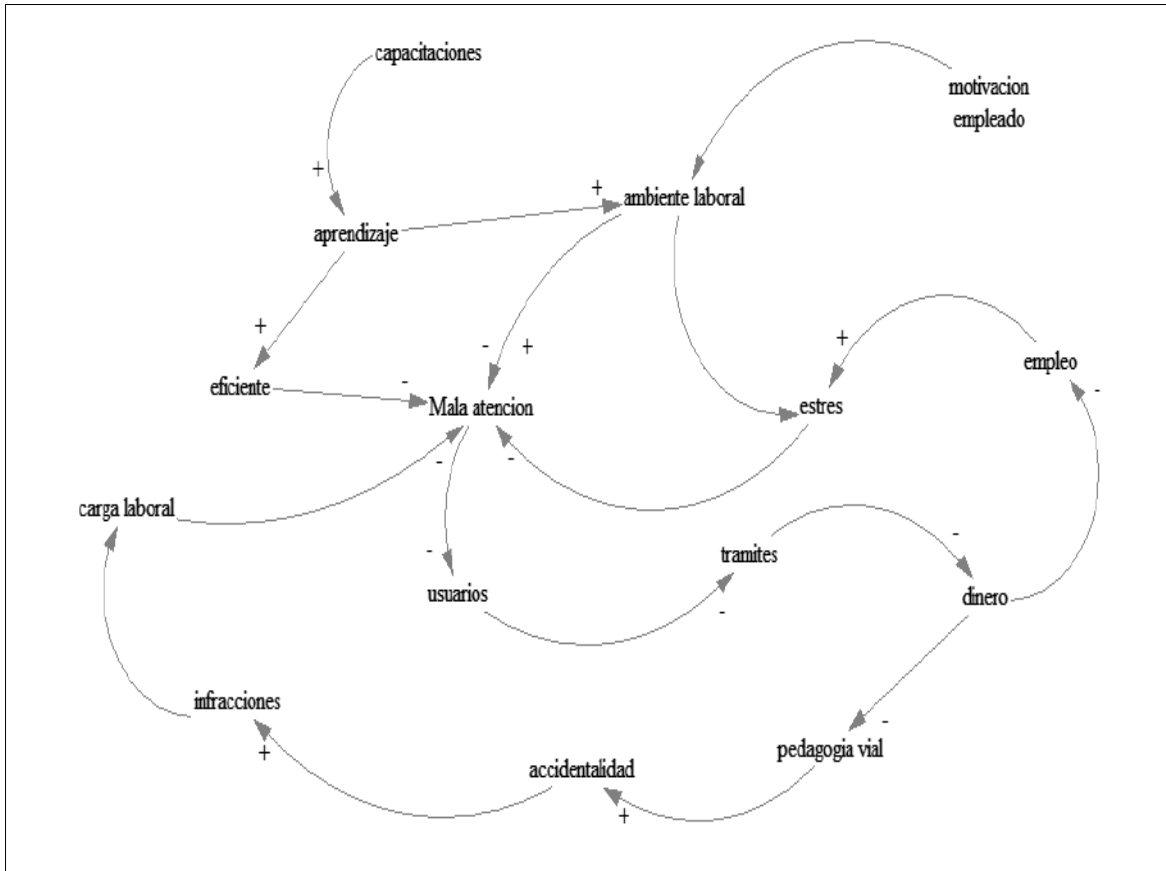 capacitaciones
motivacion
empleado
+
+
ambiente laboral
aprendizaje
+
+
empleo
- +
-
-
eficiente
Mala atencion
estres
-
-
carga laboral
-
tramites
-
usuarios
dinero
-
infracciones
-
pedagogia vial
+
accidentalidad
+